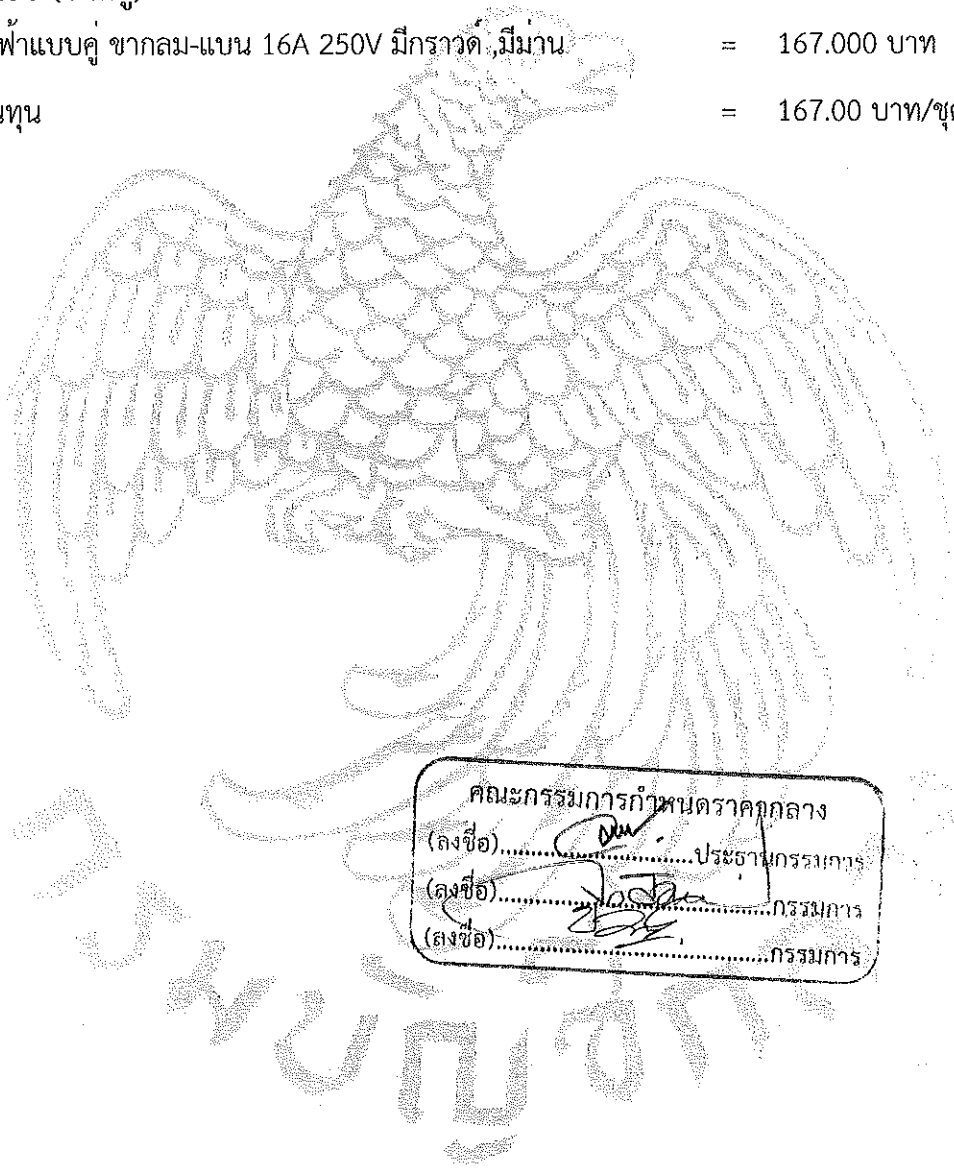 ฟ้าแบบคู่ ขากลม-แบน 16A 250V มีกราวด์ ,มีม่าน = 167.000 บาท
นทุน = 167.00 บาท/ชุด
คณะกรรมการกำหนดราคากลาง
(ลงชื่อ)..............................ประธานกรรมการ
(ลงชื่อ)..............................กรรมการ
(ลงชื่อ)..............................กรรมการ